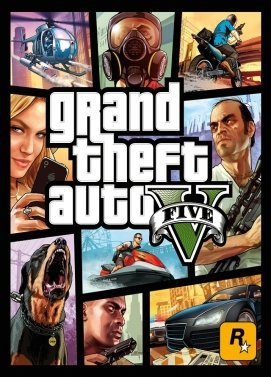 grand
theft
auto
V
FIVE
R